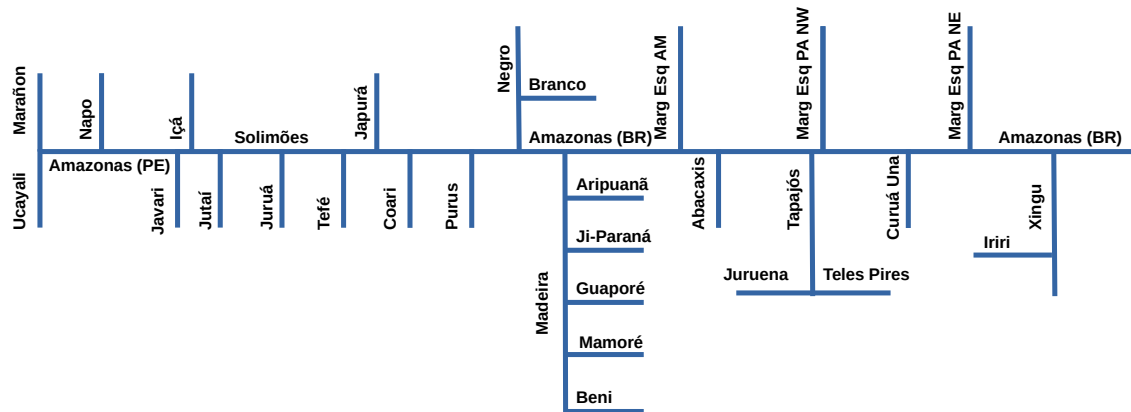 Marañon
Napo
Içá
Solimões
Japurá
Negro
Branco
Amazonas (BR)
Marg Esq AM
Marg Esq PA NW
Marg Esq PA NE
Amazonas (BR)
Ucayali
Amazonas (PE)
Javari
Jutaí
Juruá
Tefé
Coari
Purus
Madeira
Aripuanã
Ji-Paraná
Guaporé
Mamoré
Beni
Abacaxis
Tapajós
Juruena
Teles Pires
Curuá Una
Iriri
Xingu